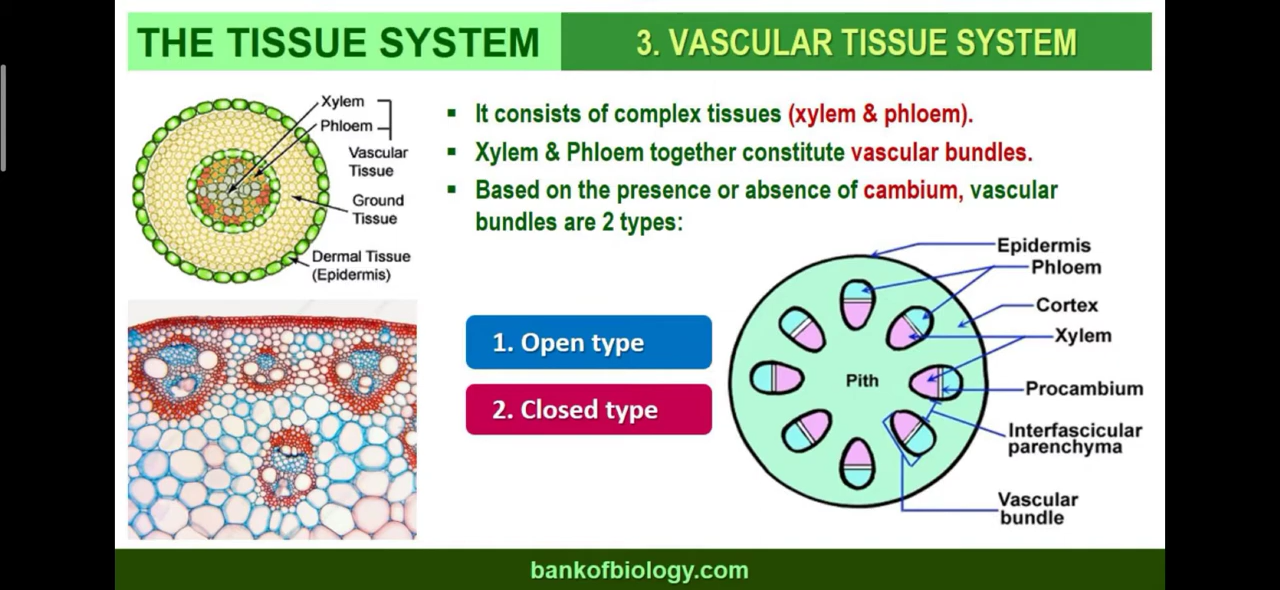 THE TISSUE SYSTEM
3. VASCULAR TISSUE SYSTEM
Xylem
Phloem
Vascular
Tissue
Ground
Tissue
Dermal Tissue
(Epidermis)
▪ It consists of complex tissues (xylem & phloem).
▪ Xylem & Phloem together constitute vascular bundles.
▪ Based on the presence or absence of cambium, vascular
bundles are 2 types:
1. Open type
2. Closed type
Epidermis
Phloem
Cortex
Xylem
Pith
Procambium
Interfascicular
parenchyma
Vascular
bundle
bankofbiology.com